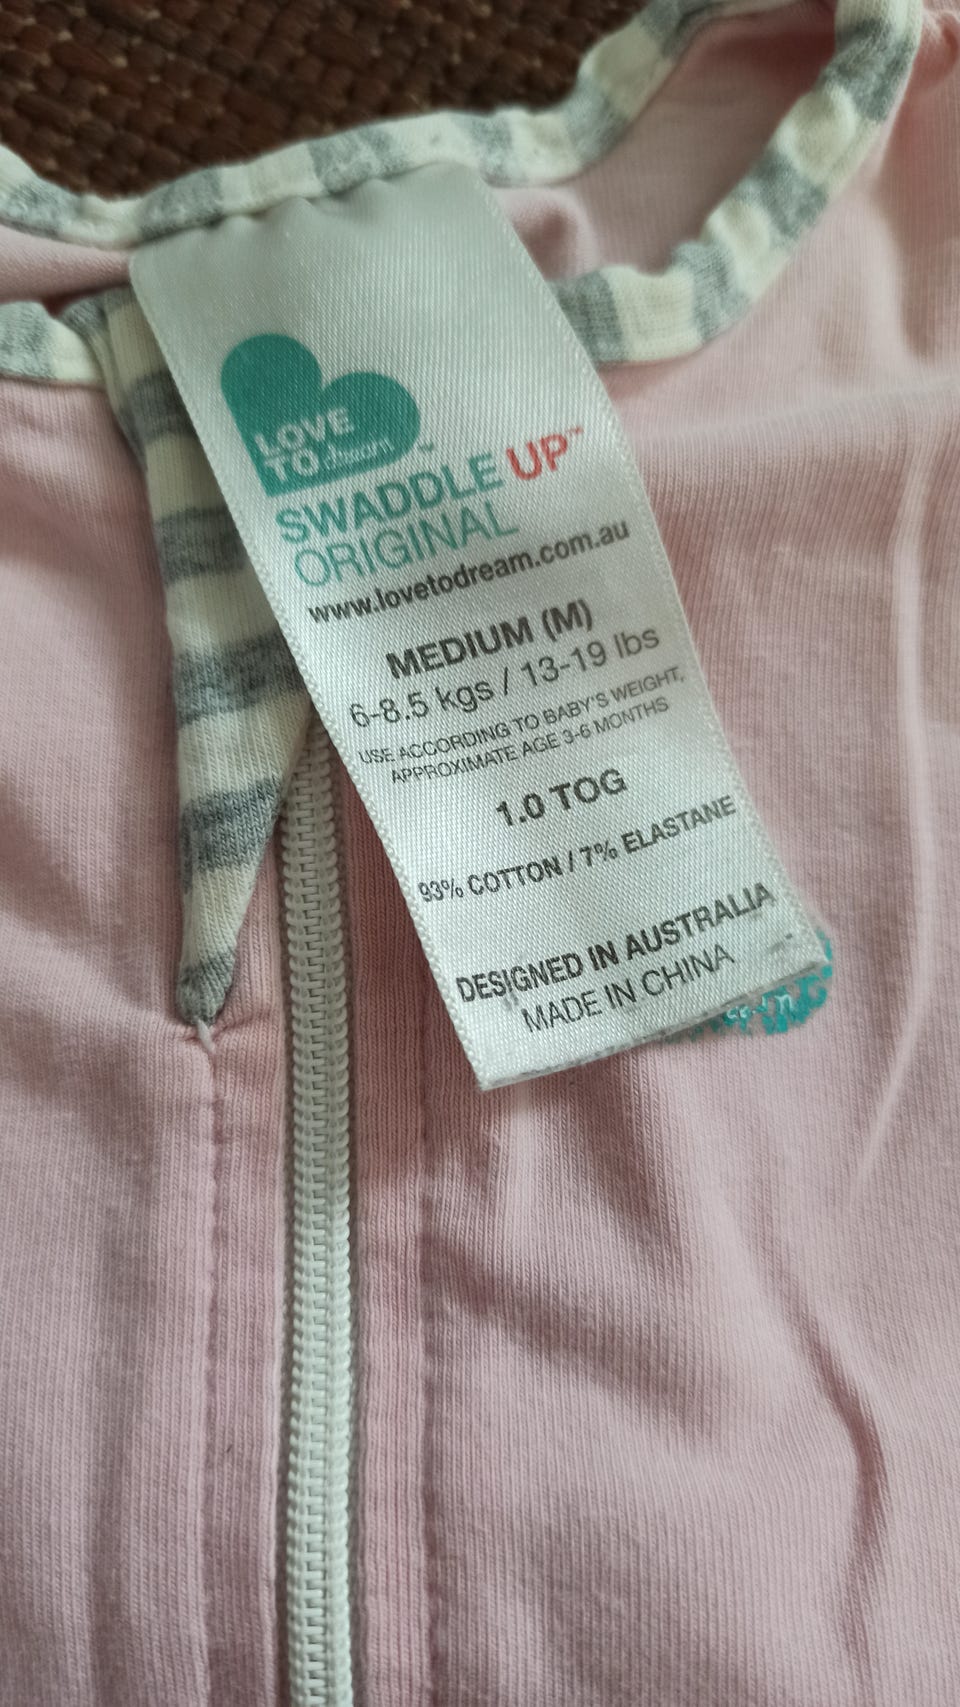 LOVE
TO dream™
SWADDLE UP™
ORIGINAL
www.lovetodream.com.au
MEDIUM (M)
6-8.5 kgs / 13-19 lbs
USE ACCORDING TO BABY'S WEIGHT,
APPROXIMATE AGE 3-6 MONTHS
1.0 TOG
93% COTTON / 7% ELASTANE
DESIGNED IN AUSTRALIA
MADE IN CHINA